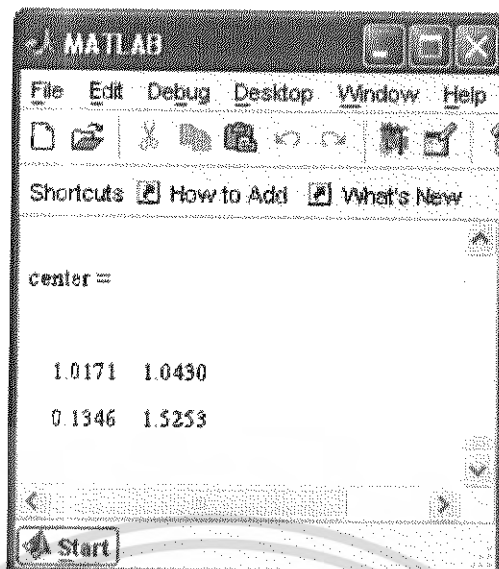 MATLAB
File Edit Debug Desktop Window Help
Shortcuts How to Add What's New
center =
1.0171 1.0430
0.1346 1.5253
Start